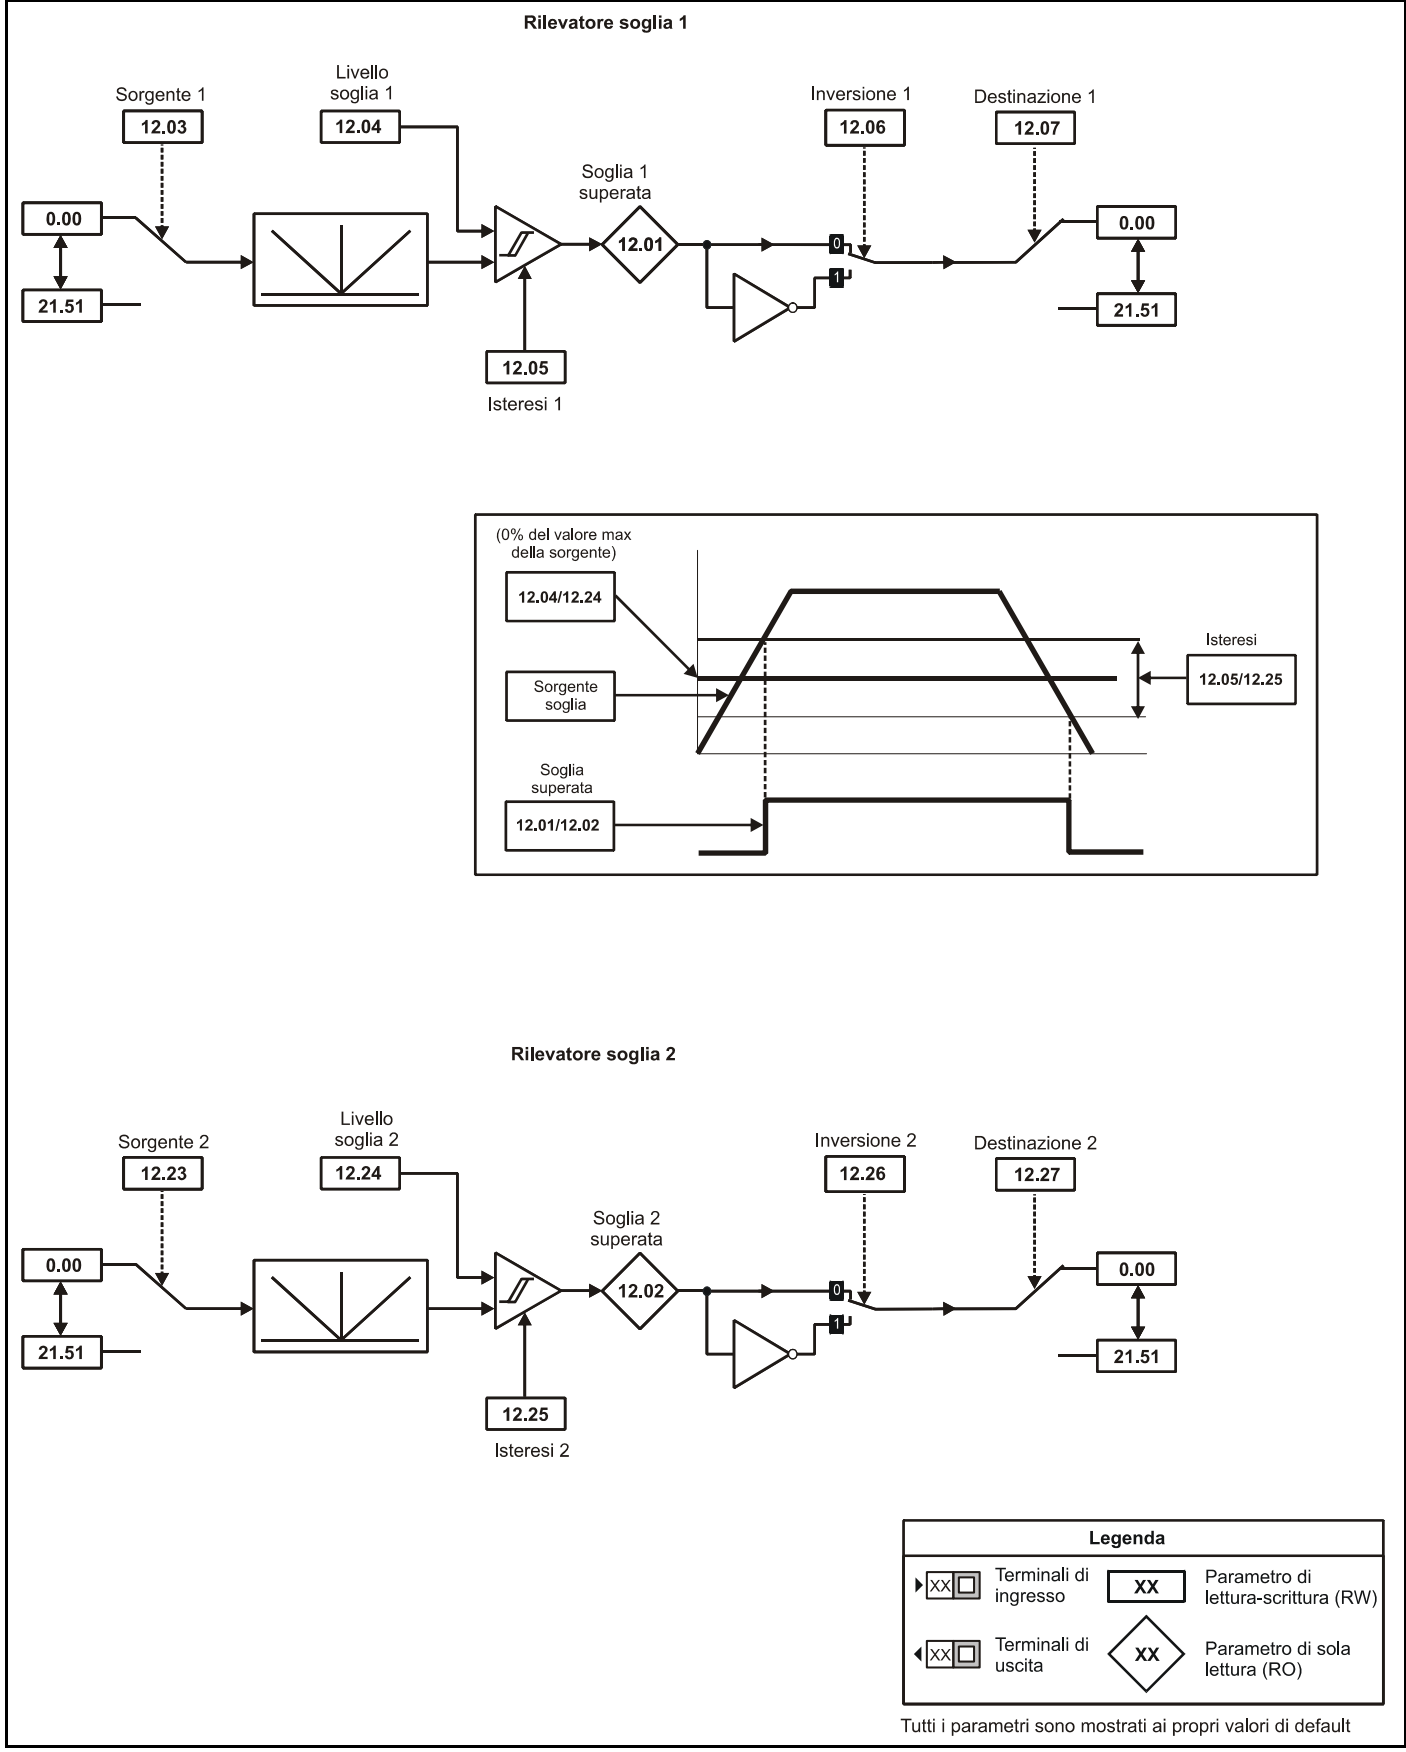 Rilevatore soglia 1
Livello
soglia 1
Sorgente 1
12.03
12.04
Inversione 1
12.06
Destinazione 1
12.07
Soglia 1
superata
0.00
21.51
12.01
0
1
0.00
21.51
12.05
Isteresi 1
(0% del valore max
della sorgente)
12.04/12.24
Sorgente
soglia
Isteresi
12.05/12.25
Soglia
superata
12.01/12.02
Rilevatore soglia 2
Livello
soglia 2
Sorgente 2
12.23
12.24
Inversione 2
12.26
Destinazione 2
12.27
Soglia 2
superata
0.00
21.51
12.02
0
1
0.00
21.51
12.25
Isteresi 2
Legenda
XX
Terminali di
ingresso
XX
Parametro di
lettura-scrittura (RW)
XX
Terminali di
uscita
XX
Parametro di sola
lettura (RO)
Tutti i parametri sono mostrati ai propri valori di default